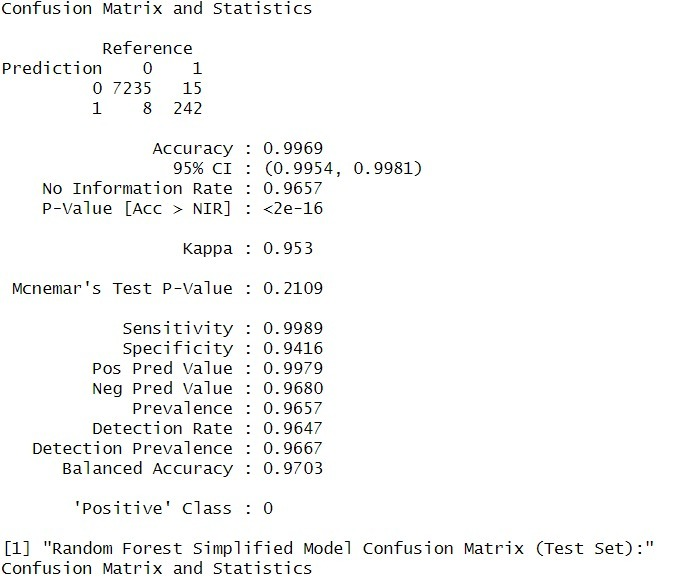 Confusion Matrix and Statistics
Reference
Prediction 0 1
0 7235 15
1 8 242
Accuracy : 0.9969
95% CI : (0.9954, 0.9981)
No Information Rate : 0.9657
P-Value [Acc > NIR] : <2e-16
Kappa : 0.953
Mcnemar's Test P-Value : 0.2109
Sensitivity : 0.9989
Specificity : 0.9416
Pos Pred Value : 0.9979
Neg Pred Value : 0.9680
Prevalence : 0.9657
Detection Rate : 0.9647
Detection Prevalence : 0.9667
Balanced Accuracy : 0.9703
'Positive' Class : 0
[1] "Random Forest Simplified Model Confusion Matrix (Test Set):"
Confusion Matrix and Statistics